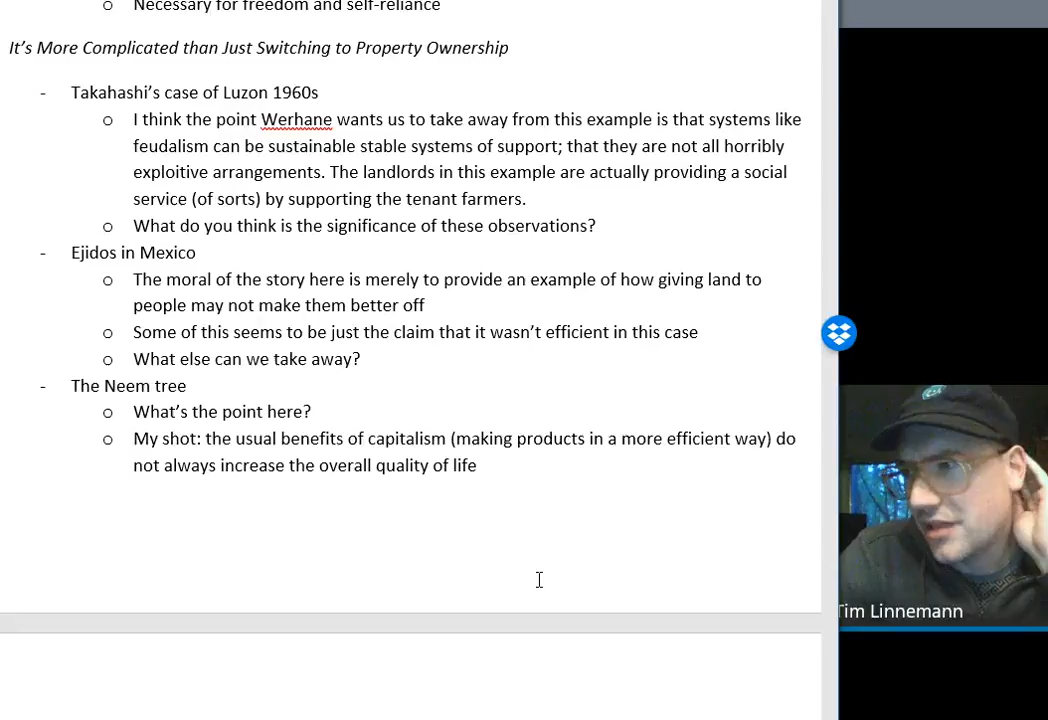 o Necessary for freedom and self-reliance
It's More Complicated than Just Switching to Property Ownership
- Takahashi's case of Luzon 1960s
o I think the point Werhane wants us to take away from this example is that systems like
feudalism can be sustainable stable systems of support; that they are not all horribly
exploitive arrangements. The landlords in this example are actually providing a social
service (of sorts) by supporting the tenant farmers.
o What do you think is the significance of these observations?
- Ejidos in Mexico
o The moral of the story here is merely to provide an example of how giving land to
people may not make them better off
o Some of this seems to be just the claim that it wasn't efficient in this case
o What else can we take away?
- The Neem tree
o What's the point here?
o My shot: the usual benefits of capitalism (making products in a more efficient way) do
not always increase the overall quality of life
Tim Linnemann